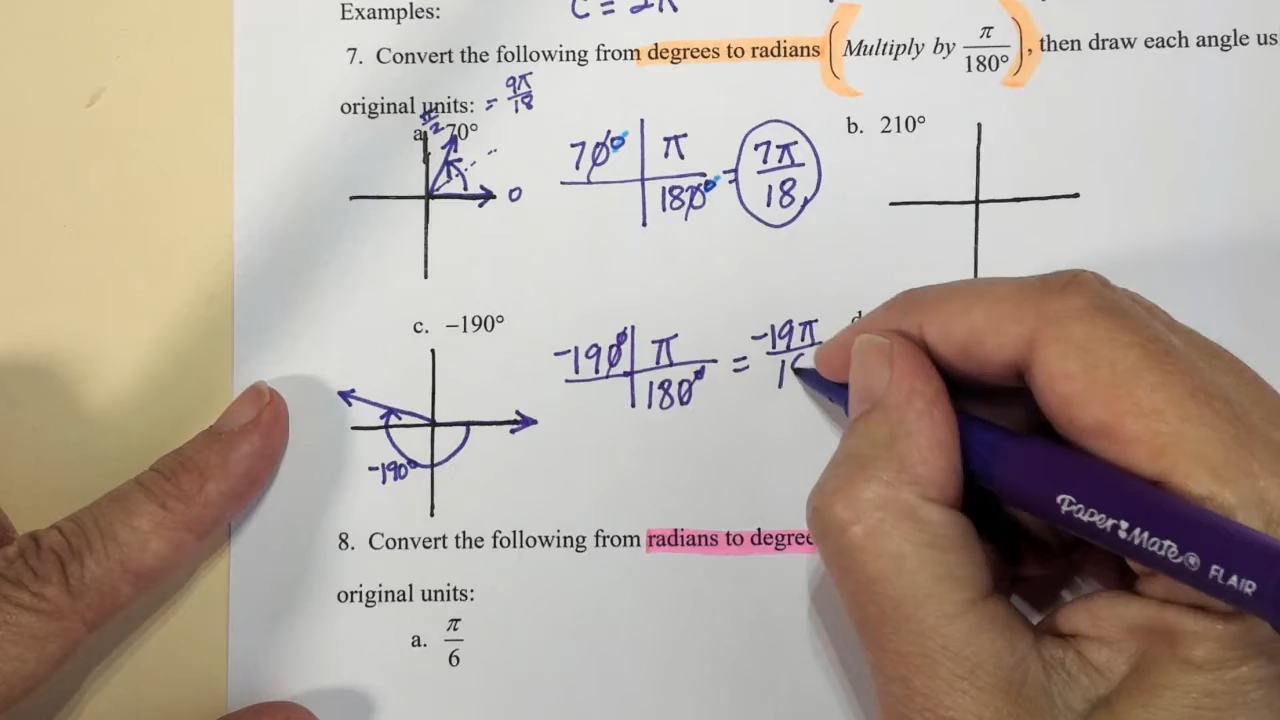 Examples:
7. Convert the following from degrees to radians (Multiply by π/180°), then draw each angle us
original units: = 9π/18
π/2
a. 70°
0
70° | π / 180° = 7π/18
b. 210°
c. −190°
-190° | π / 180° = -19π/
-190°
8. Convert the following from radians to degree
original units:
a. π/6
Paper Mate® FLAIR